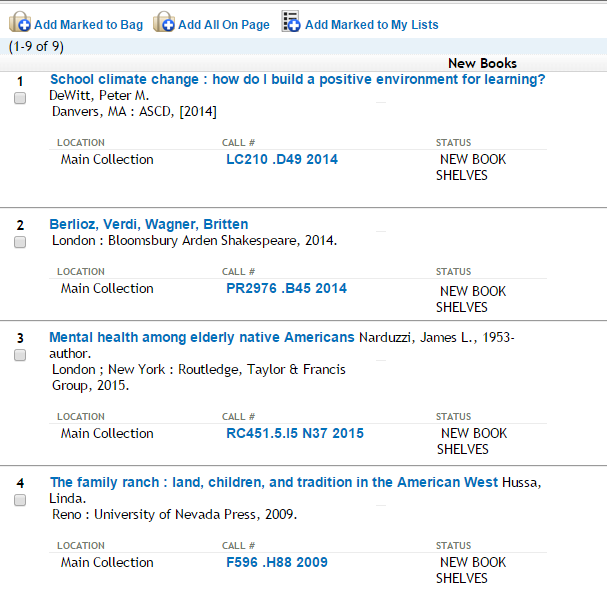 Add Marked to Bag Add All On Page Add Marked to My Lists
(1-9 of 9)
New Books
1 School climate change : how do I build a positive environment for learning?
DeWitt, Peter M.
Danvers, MA : ASCD, [2014]
LOCATION CALL # STATUS
Main Collection LC210 .D49 2014 NEW BOOK
SHELVES
2 Berlioz, Verdi, Wagner, Britten
London : Bloomsbury Arden Shakespeare, 2014.
LOCATION CALL # STATUS
Main Collection PR2976 .B45 2014 NEW BOOK
SHELVES
3 Mental health among elderly native Americans Narduzzi, James L., 1953-
author.
London ; New York : Routledge, Taylor & Francis
Group, 2015.
LOCATION CALL # STATUS
Main Collection RC451.5.I5 N37 2015 NEW BOOK
SHELVES
4 The family ranch : land, children, and tradition in the American West Hussa,
Linda.
Reno : University of Nevada Press, 2009.
LOCATION CALL # STATUS
Main Collection F596 .H88 2009 NEW BOOK
SHELVES